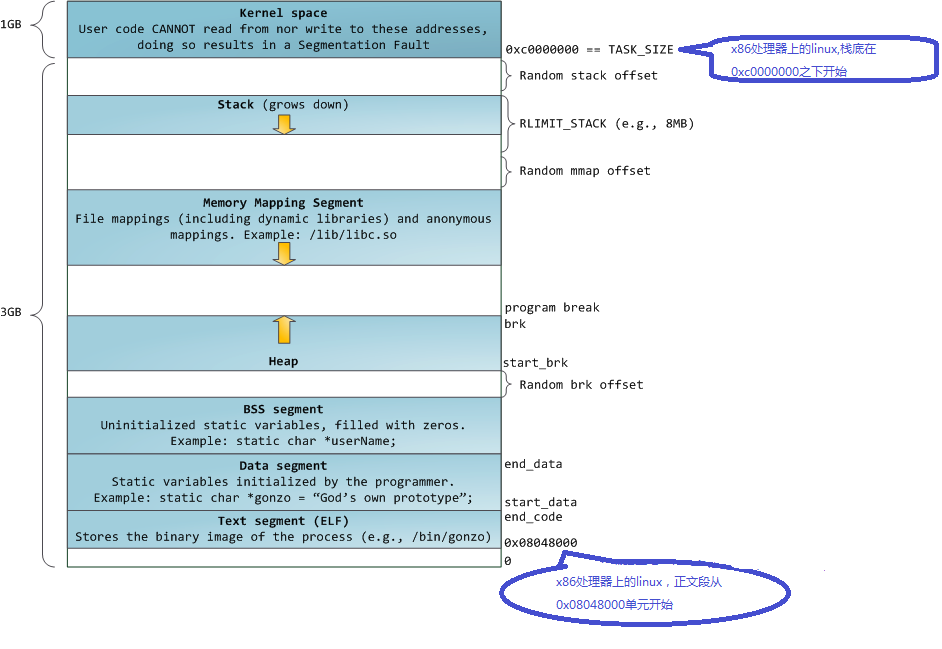 1GB
Kernel space
User code CANNOT read from nor write to these addresses,
doing so results in a Segmentation Fault
0xc0000000 == TASK_SIZE
x86处理器上的linux,栈底在
0xc0000000之下开始
Random stack offset
Stack (grows down)
RLIMIT_STACK (e.g., 8MB)
Random mmap offset
Memory Mapping Segment
File mappings (including dynamic libraries) and anonymous
mappings. Example: /lib/libc.so
3GB
program break
brk
Heap
start_brk
Random brk offset
BSS segment
Uninitialized static variables, filled with zeros.
Example: static char *userName;
Data segment
Static variables initialized by the programmer.
Example: static char *gonzo = “God’s own prototype”;
end_data
start_data
Text segment (ELF)
Stores the binary image of the process (e.g., /bin/gonzo)
end_code
0x08048000
0
x86处理器上的linux，正文段从
0x08048000单元开始